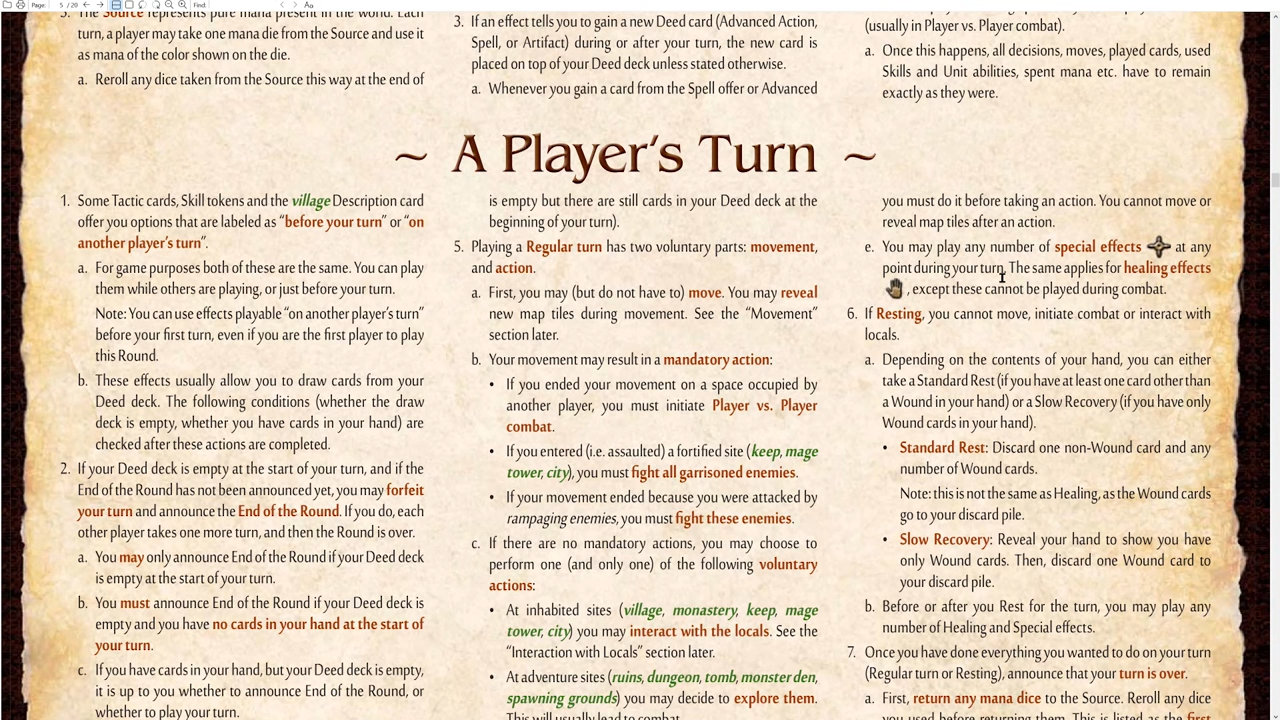 Page: 5 / 20 Find: Aa
3. The Source represents pure mana present in the world. Each
turn, a player may take one mana die from the Source and use it
as mana of the color shown on the die.
a. Reroll any dice taken from the Source this way at the end of
3. If an effect tells you to gain a new Deed card (Advanced Action,
Spell, or Artifact) during or after your turn, the new card is
placed on top of your Deed deck unless stated otherwise.
a. Whenever you gain a card from the Spell offer or Advanced
(usually in Player vs. Player combat).
a. Once this happens, all decisions, moves, played cards, used
Skills and Unit abilities, spent mana etc. have to remain
exactly as they were.
~ A Player's Turn ~
1. Some Tactic cards, Skill tokens and the village Description card
offer you options that are labeled as “before your turn” or “on
another player's turn”.
a. For game purposes both of these are the same. You can play
them while others are playing, or just before your turn.
Note: You can use effects playable “on another player's turn”
before your first turn, even if you are the first player to play
this Round.
b. These effects usually allow you to draw cards from your
Deed deck. The following conditions (whether the draw
deck is empty, whether you have cards in your hand) are
checked after these actions are completed.
2. If your Deed deck is empty at the start of your turn, and if the
End of the Round has not been announced yet, you may forfeit
your turn and announce the End of the Round. If you do, each
other player takes one more turn, and then the Round is over.
a. You may only announce End of the Round if your Deed deck
is empty at the start of your turn.
b. You must announce End of the Round if your Deed deck is
empty and you have no cards in your hand at the start of
your turn.
c. If you have cards in your hand, but your Deed deck is empty,
it is up to you whether to announce End of the Round, or
whether to play your turn.
is empty but there are still cards in your Deed deck at the
beginning of your turn).
5. Playing a Regular turn has two voluntary parts: movement,
and action.
a. First, you may (but do not have to) move. You may reveal
new map tiles during movement. See the “Movement”
section later.
b. Your movement may result in a mandatory action:
• If you ended your movement on a space occupied by
another player, you must initiate Player vs. Player
combat.
• If you entered (i.e. assaulted) a fortified site (keep, mage
tower, city), you must fight all garrisoned enemies.
• If your movement ended because you were attacked by
rampaging enemies, you must fight these enemies.
c. If there are no mandatory actions, you may choose to
perform one (and only one) of the following voluntary
actions:
• At inhabited sites (village, monastery, keep, mage
tower, city) you may interact with the locals. See the
“Interaction with Locals” section later.
• At adventure sites (ruins, dungeon, tomb, monster den,
spawning grounds) you may decide to explore them.
This will usually lead to combat.
you must do it before taking an action. You cannot move or
reveal map tiles after an action.
e. You may play any number of special effects at any
point during your turn. The same applies for healing effects
, except these cannot be played during combat.
6. If Resting, you cannot move, initiate combat or interact with
locals.
a. Depending on the contents of your hand, you can either
take a Standard Rest (if you have at least one card other than
a Wound in your hand) or a Slow Recovery (if you have only
Wound cards in your hand).
• Standard Rest: Discard one non-Wound card and any
number of Wound cards.
Note: this is not the same as Healing, as the Wound cards
go to your discard pile.
• Slow Recovery: Reveal your hand to show you have
only Wound cards. Then, discard one Wound card to
your discard pile.
b. Before or after you Rest for the turn, you may play any
number of Healing and Special effects.
7. Once you have done everything you wanted to do on your turn
(Regular turn or Resting), announce that your turn is over.
a. First, return any mana dice to the Source. Reroll any dice
you used before returning them. This is listed as the first